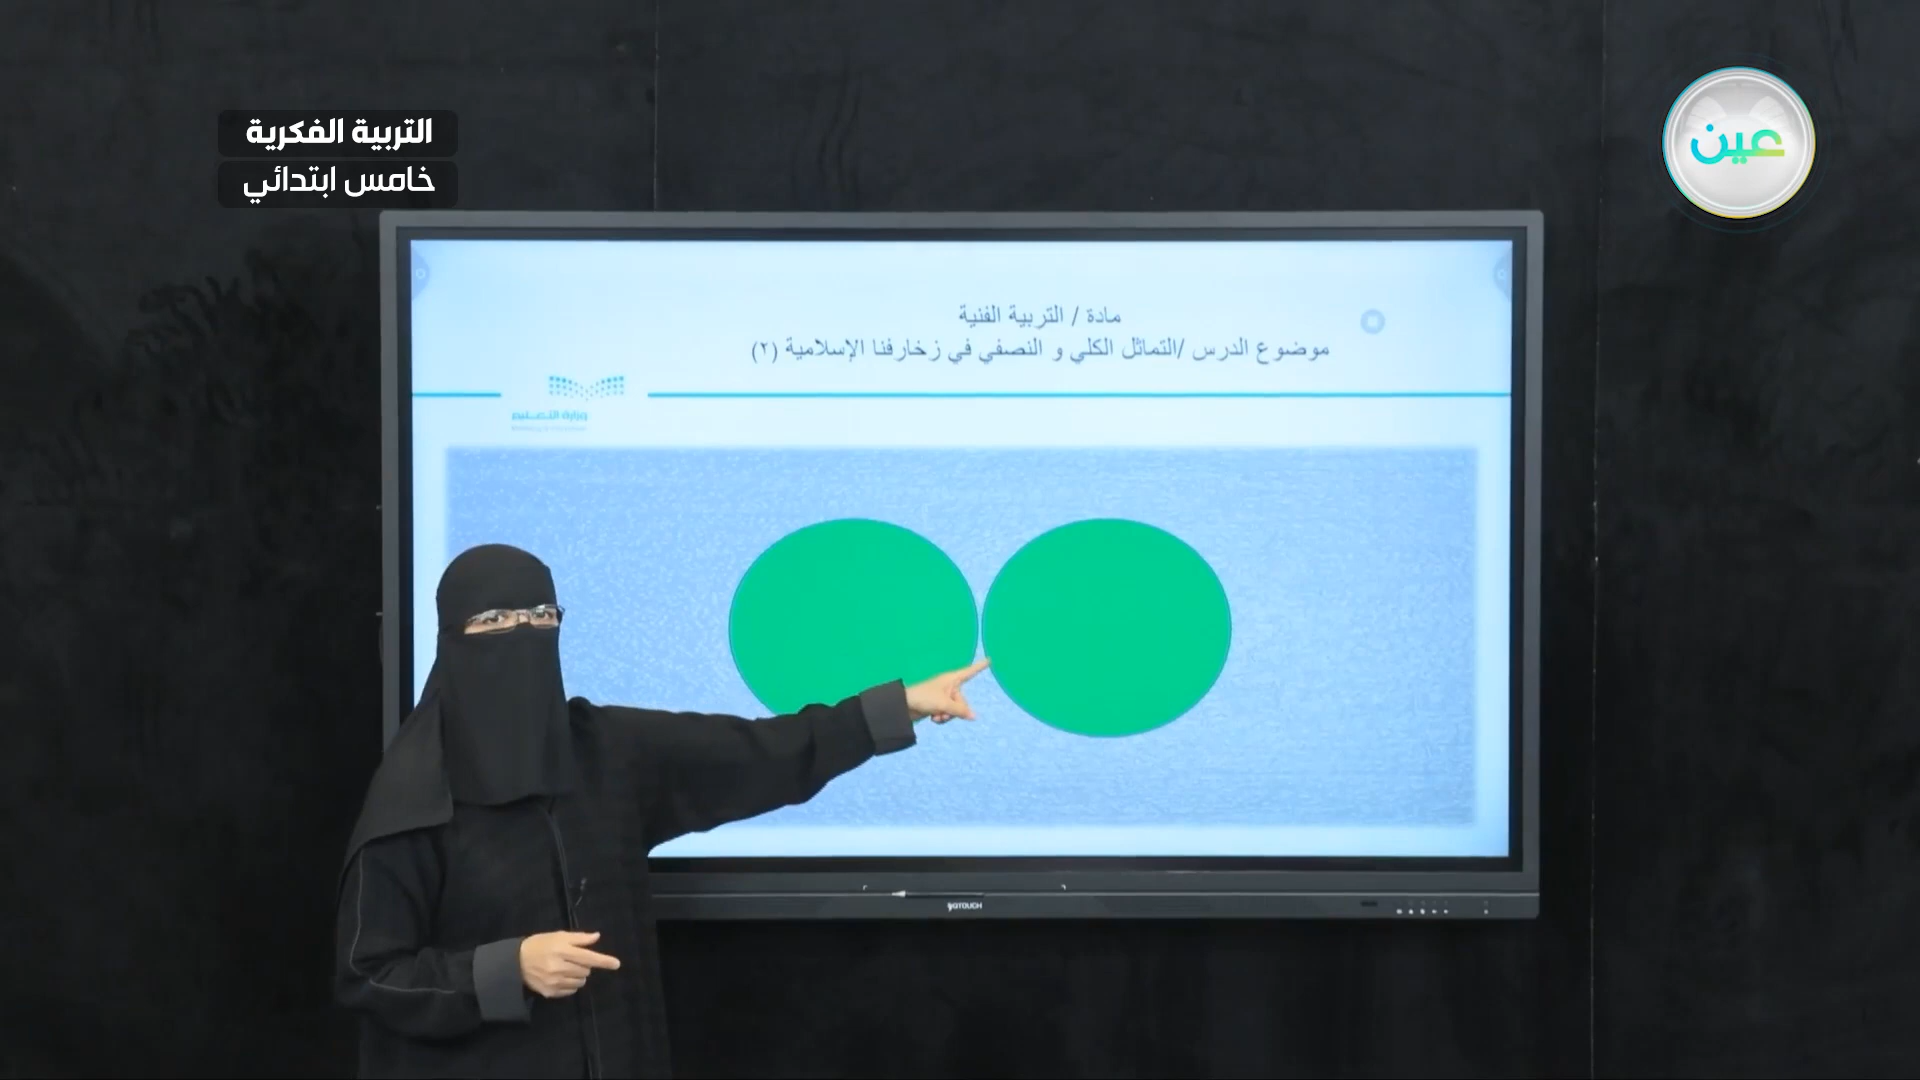 التربية الفكرية
خامس ابتدائي
عين
مادة / التربية الفنية
موضوع الدرس /التماثل الكلي و النصفي في زخارفنا الإسلامية (٢)
وزارة التعليم